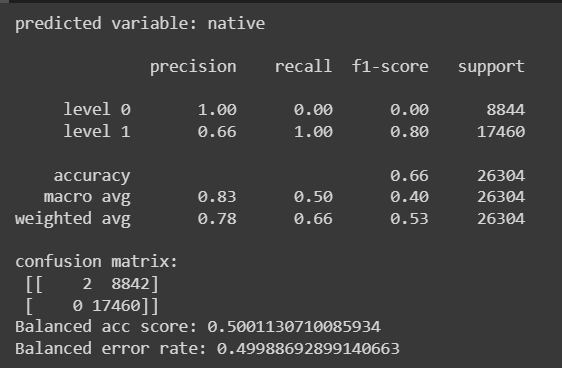 predicted variable: native
precision recall f1-score support
level 0 1.00 0.00 0.00 8844
level 1 0.66 1.00 0.80 17460
accuracy 0.66 26304
macro avg 0.83 0.50 0.40 26304
weighted avg 0.78 0.66 0.53 26304
confusion matrix:
[[ 2 8842]
[ 0 17460]]
Balanced acc score: 0.5001130710085934
Balanced error rate: 0.49988692899140663